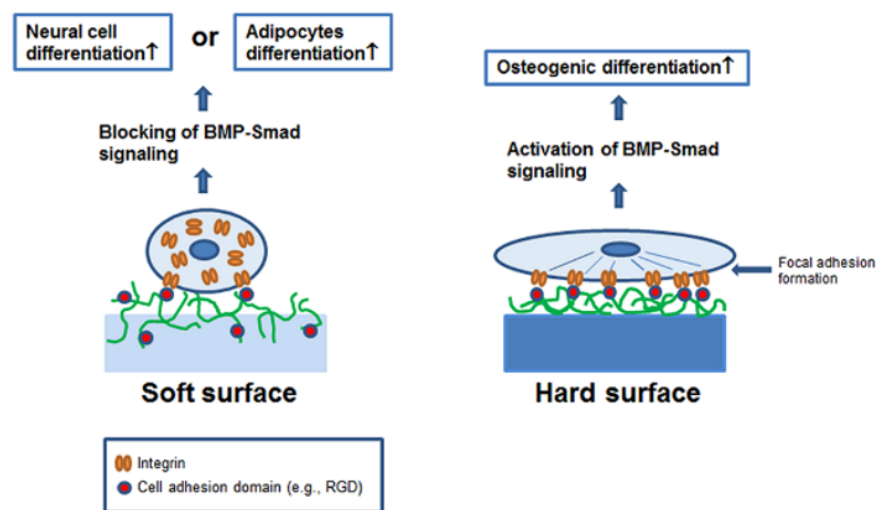 Neural cell
differentiation↑
or
Adipocytes
differentiation↑
Blocking of BMP-Smad
signaling
Soft surface
Osteogenic differentiation↑
Activation of BMP-Smad
signaling
Focal adhesion
formation
Hard surface
Integrin
Cell adhesion domain (e.g., RGD)